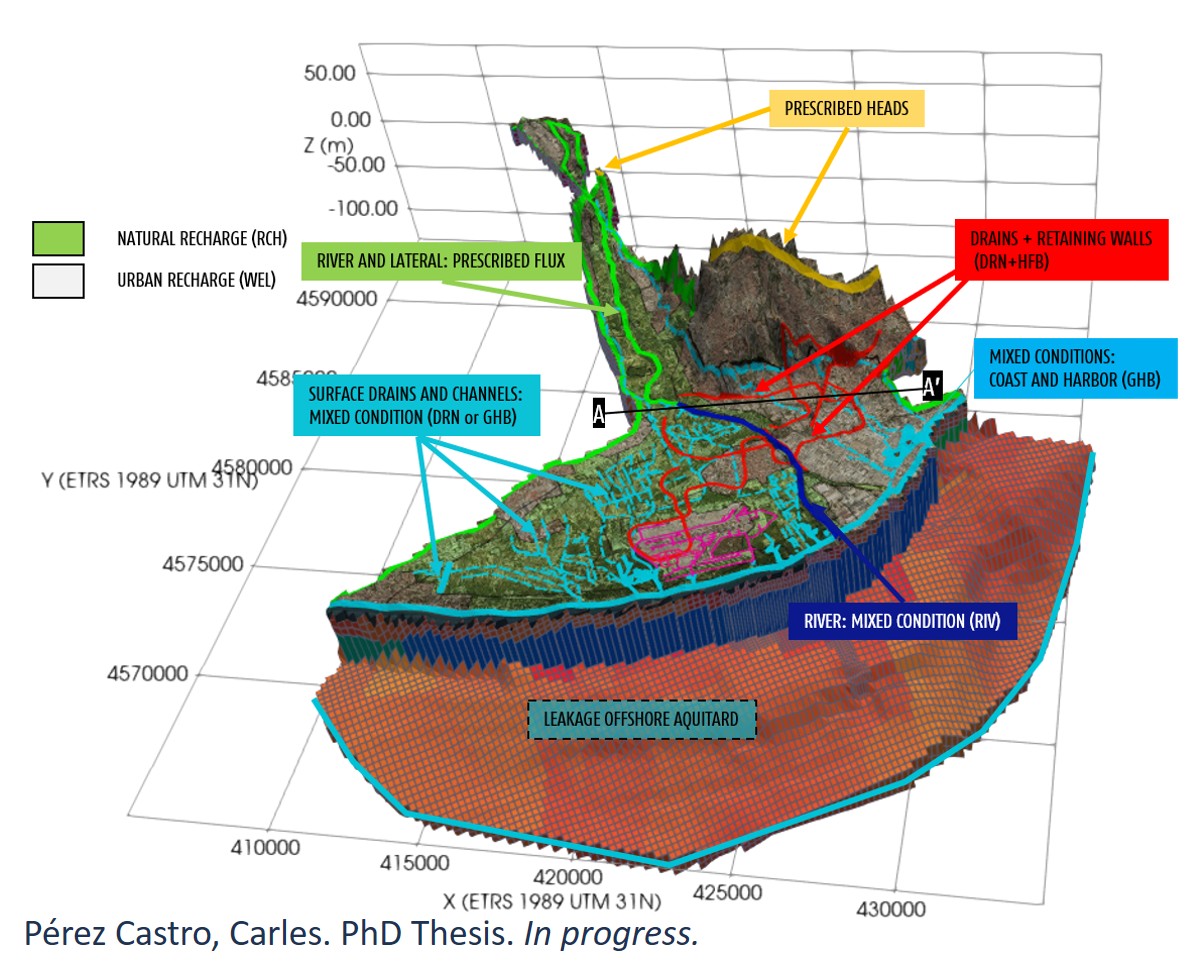 50.00
0.00
Z (m)
-50.00
-100.00
PRESCRIBED HEADS
NATURAL RECHARGE (RCH)
URBAN RECHARGE (WEL)
RIVER AND LATERAL: PRESCRIBED FLUX
DRAINS + RETAINING WALLS
(DRN+HFB)
4590000
MIXED CONDITIONS:
COAST AND HARBOR (GHB)
SURFACE DRAINS AND CHANNELS:
MIXED CONDITION (DRN or GHB)
A
A'
4580000
Y (ETRS 1989 UTM 31N)
4575000
RIVER: MIXED CONDITION (RIV)
4570000
LEAKAGE OFFSHORE AQUITARD
410000
415000
420000
425000
430000
X (ETRS 1989 UTM 31N)
Pérez Castro, Carles. PhD Thesis. In progress.